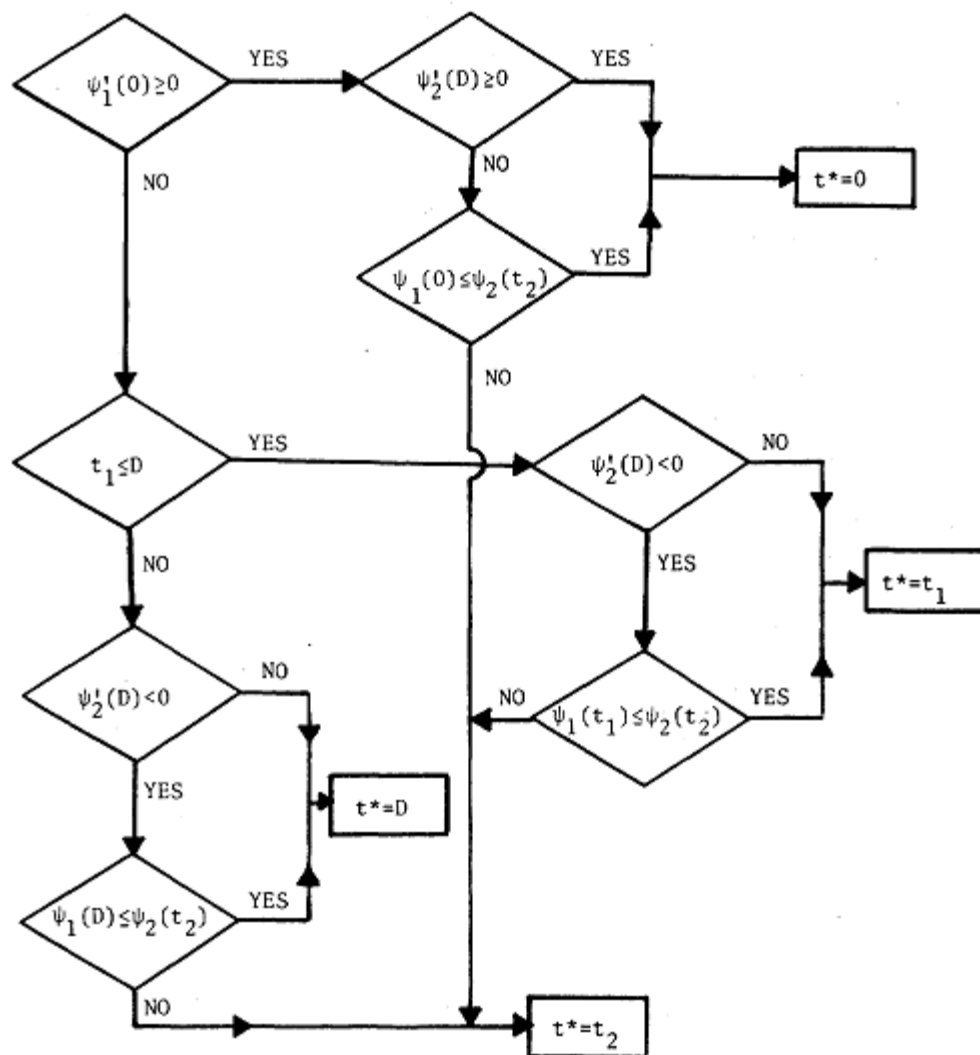 ψ'₁(0)≥0
YES
ψ'₂(D)≥0
YES
NO
NO
t*=0
ψ₁(0)≦ψ₂(t₂)
YES
NO
t₁≦D
YES
ψ'₂(D)<0
NO
NO
YES
t*=t₁
ψ'₂(D)<0
NO
NO
ψ₁(t₁)≦ψ₂(t₂)
YES
YES
t*=D
ψ₁(D)≦ψ₂(t₂)
YES
NO
t*=t₂